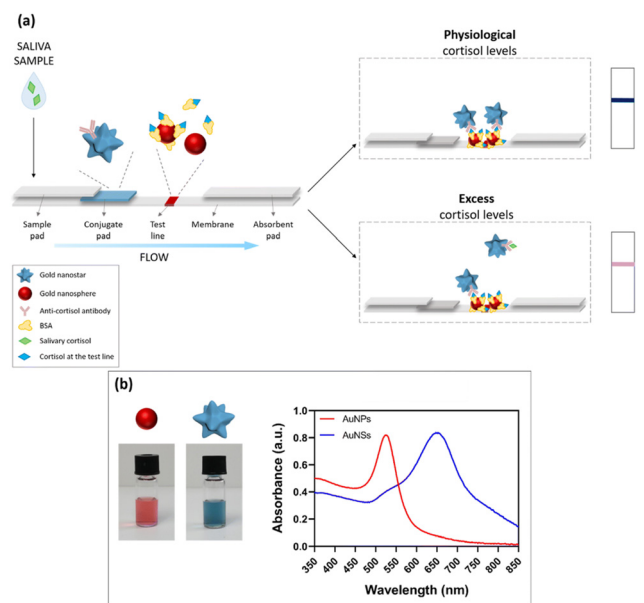 (a)
SALIVA
SAMPLE
Physiological
cortisol levels
Excess
cortisol levels
Sample
pad
Conjugate
pad
Test
line
Membrane
Absorbent
pad
FLOW
Gold nanostar
Gold nanosphere
Anti-cortisol antibody
BSA
Salivary cortisol
Cortisol at the test line
(b)
AuNPs
AuNSs
Absorbance (a.u.)
1.0
0.8
0.6
0.4
0.2
0.0
350 400 450 500 550 600 650 700 750 800 850
Wavelength (nm)